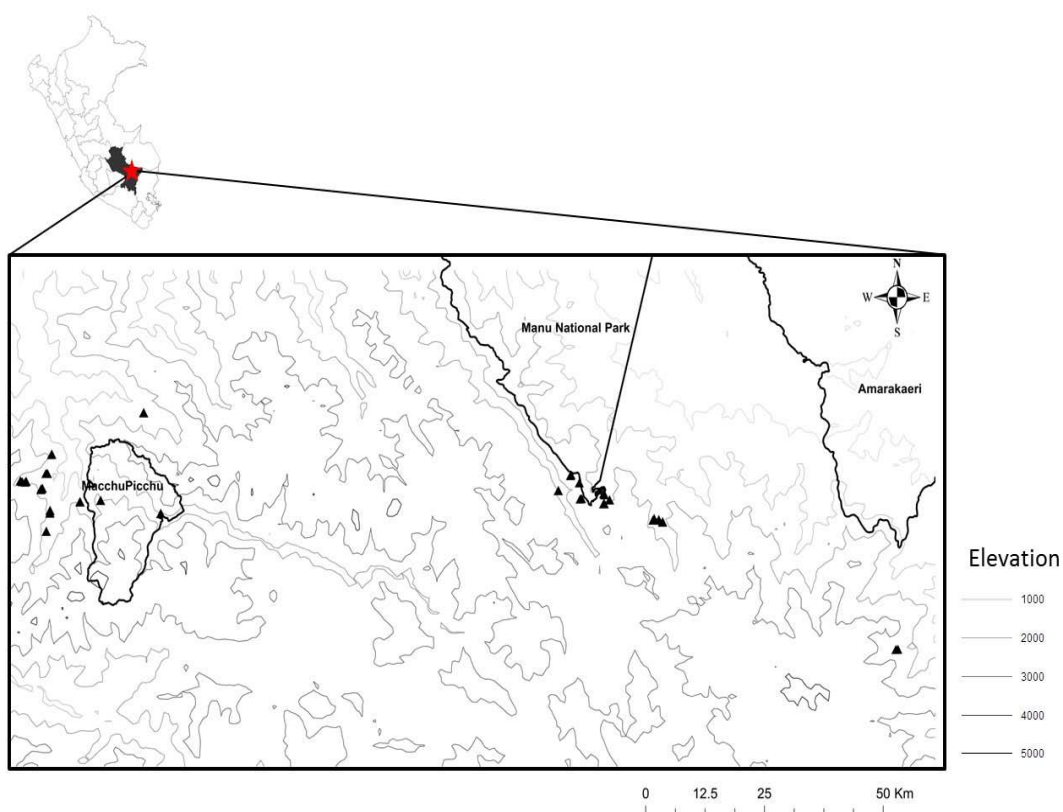 N
W E
S
Manu National Park
Amarakaeri
MacchuPicchu
Elevation
1000
2000
3000
4000
5000
0 12.5 25 50 Km